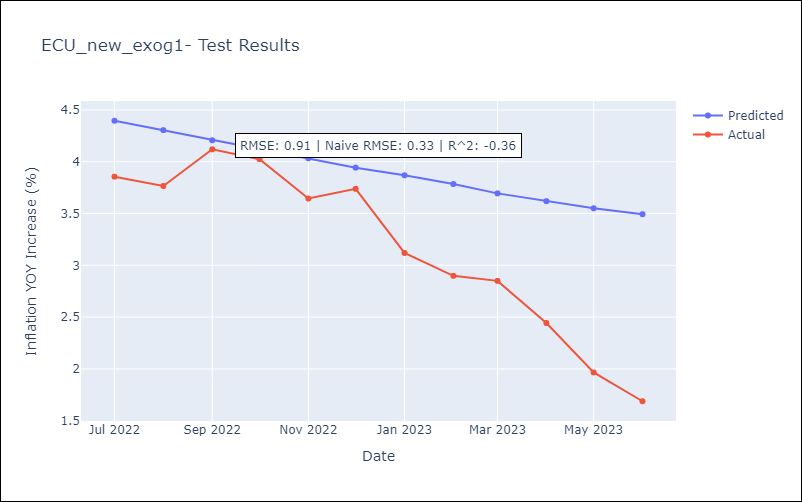 ECU_new_exog1- Test Results
Predicted
Actual
RMSE: 0.91 | Naive RMSE: 0.33 | R^2: -0.36
Inflation YOY Increase (%)
4.5
4
3.5
3
2.5
2
1.5
Jul 2022
Sep 2022
Nov 2022
Jan 2023
Mar 2023
May 2023
Date